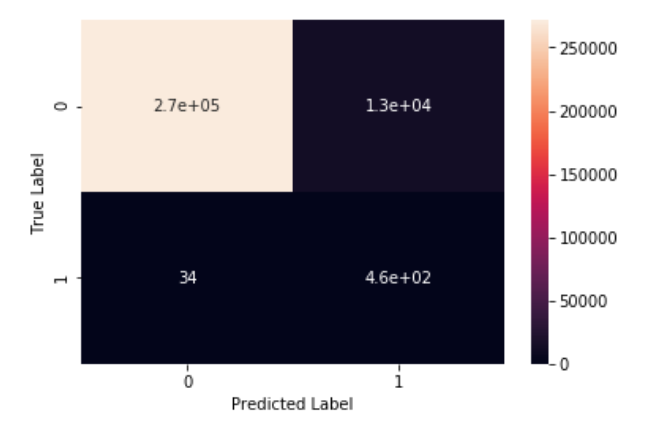 250000
0
2.7e+05 1.3e+04
200000
150000
True Label
100000
1
34 4.6e+02
50000
0
0 1
Predicted Label